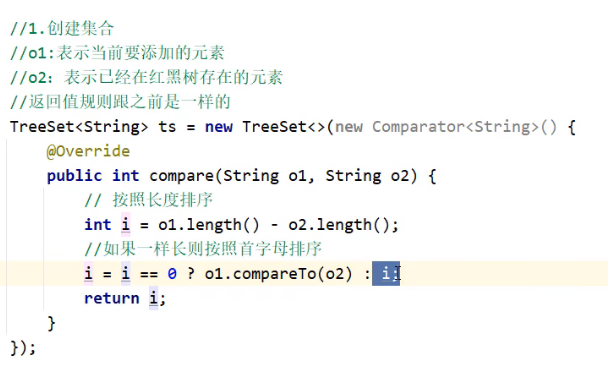 //1.创建集合
//o1:表示当前要添加的元素
//o2：表示已经在红黑树存在的元素
//返回值规则跟之前是一样的
TreeSet<String> ts = new TreeSet<>(new Comparator<String>() {
@Override
public int compare(String o1, String o2) {
// 按照长度排序
int i = o1.length() - o2.length();
//如果一样长则按照首字母排序
i = i == 0 ? o1.compareTo(o2) : i;
return i;
}
});